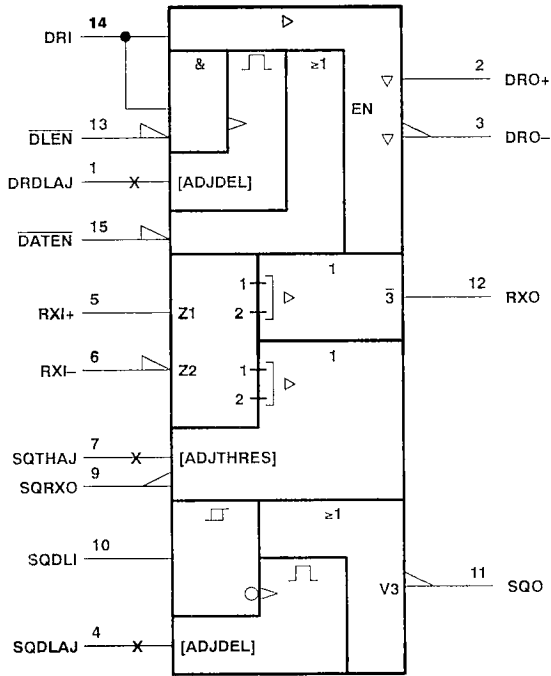 DRI 14
& ≥1
2 DRO+
EN
DLEN 13
3 DRO–
DRDLAJ 1 X [ADJDEL]
DATEN 15
1
1
RXI+ 5 Z1 2 3 12 RXO
1
RXI– 6 Z2 1
2
SQTHAJ 7 X [ADJTHRES]
SQRXO 9
≥1
SQDLI 10
V3 11 SQO
SQDLAJ 4 X [ADJDEL]